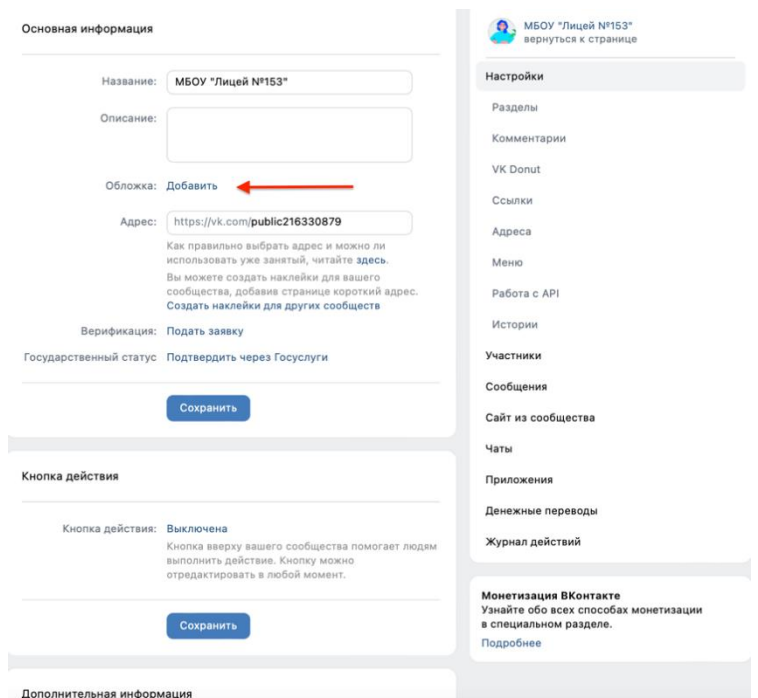 Основная информация
Название: МБОУ "Лицей №153"
Описание:
Обложка: Добавить
Адрес: https://vk.com/public216330879
Как правильно выбрать адрес и можно ли
использовать уже занятый, читайте здесь.
Вы можете создать наклейки для вашего
сообщества, добавив странице короткий адрес.
Создать наклейки для других сообществ
Верификация: Подать заявку
Государственный статус Подтвердить через Госуслуги
Сохранить
Кнопка действия
Кнопка действия: Выключена
Кнопка вверху вашего сообщества помогает людям
выполнить действие. Кнопку можно
отредактировать в любой момент.
Сохранить
Дополнительная информация
МБОУ "Лицей №153"
вернуться к странице
Настройки
Разделы
Комментарии
VK Donut
Ссылки
Адреса
Меню
Работа с API
Истории
Участники
Сообщения
Сайт из сообщества
Чаты
Приложения
Денежные переводы
Журнал действий
Монетизация ВКонтакте
Узнайте обо всех способах монетизации
в специальном разделе.
Подробнее